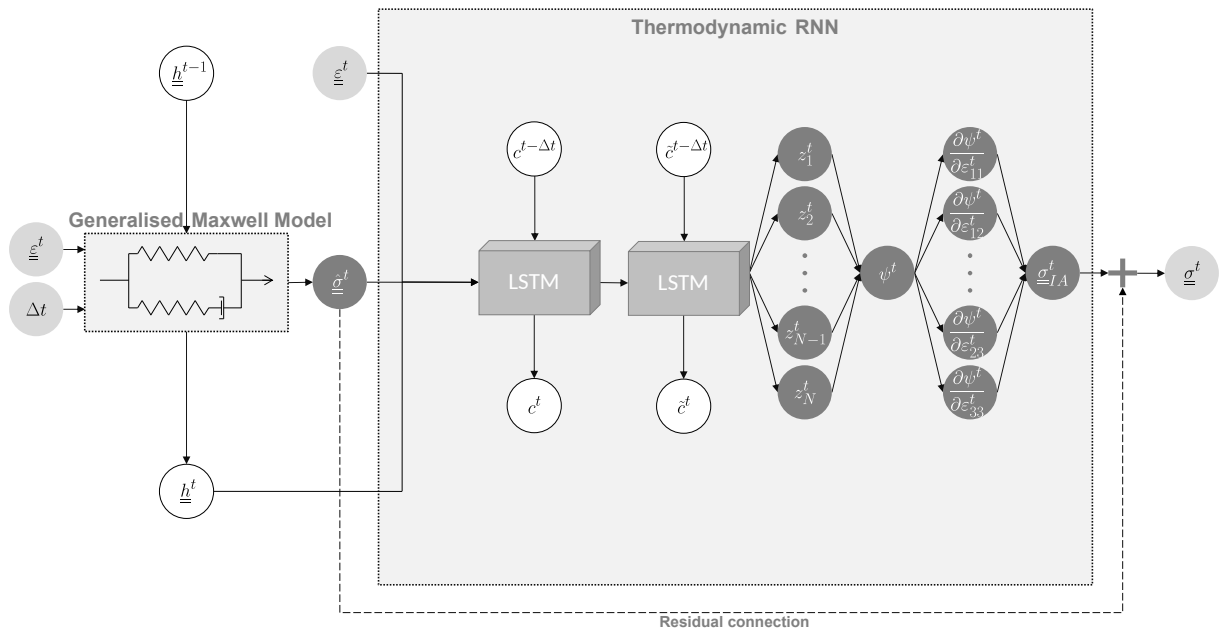 Thermodynamic RNN
h^{t-1}
ε^t
c^{t-Δt}
c̃^{t-Δt}
z_1^t
∂ψ^t
∂ε_{11}^t
Generalised Maxwell Model
z_2^t
∂ψ^t
∂ε_{12}^t
ε^t
Δt
σ̂^t
LSTM
LSTM
ψ^t
σ_{IA}^t
σ^t
z_{N-1}^t
∂ψ^t
∂ε_{23}^t
c^t
c̃^t
z_N^t
∂ψ^t
∂ε_{33}^t
h^t
Residual connection